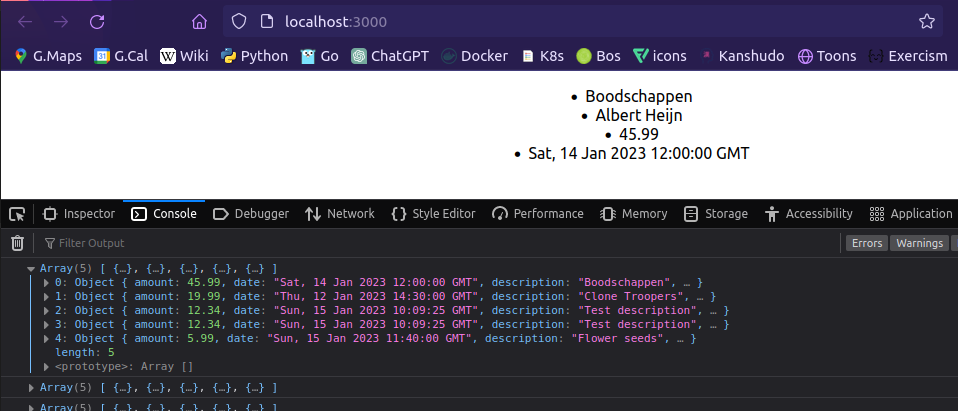 localhost:3000
G.Maps G.Cal Wiki Python Go ChatGPT Docker K8s Bos icons Kanshudo Toons Exercism
• Boodschappen
• Albert Heijn
• 45.99
• Sat, 14 Jan 2023 12:00:00 GMT
Inspector Console Debugger Network Style Editor Performance Memory Storage Accessibility Application
Filter Output Errors Warnings
Array(5) [ {…}, {…}, {…}, {…}, {…} ]
0: Object { amount: 45.99, date: "Sat, 14 Jan 2023 12:00:00 GMT", description: "Boodschappen", … }
1: Object { amount: 19.99, date: "Thu, 12 Jan 2023 14:30:00 GMT", description: "Clone Troopers", … }
2: Object { amount: 12.34, date: "Sun, 15 Jan 2023 10:09:25 GMT", description: "Test description", … }
3: Object { amount: 12.34, date: "Sun, 15 Jan 2023 10:09:25 GMT", description: "Test description", … }
4: Object { amount: 5.99, date: "Sun, 15 Jan 2023 11:40:00 GMT", description: "Flower seeds", … }
length: 5
<prototype>: Array []
Array(5) [ {…}, {…}, {…}, {…}, {…} ]
Array(5) [ {…}, {…}, {…}, {…}, {…} ]